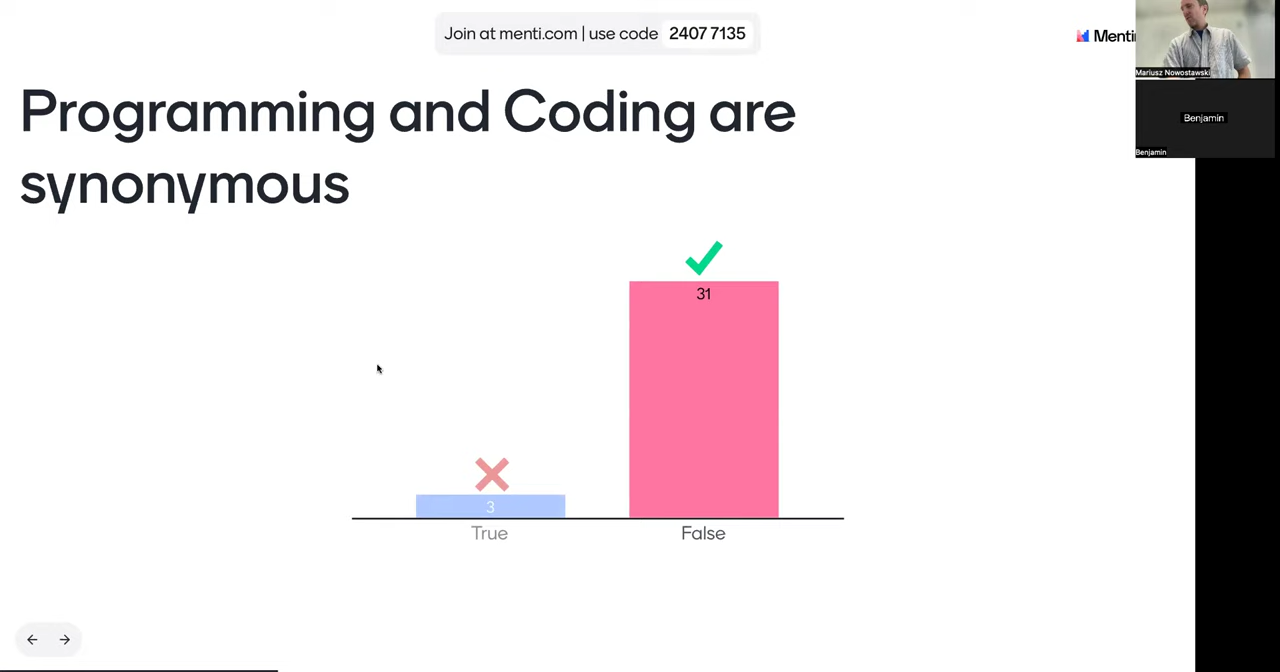 Join at menti.com | use code 2407 7135
Menti
Mariusz Nowostawski
Benjamin
Benjamin
Programming and Coding are
synonymous
31
3
True
False